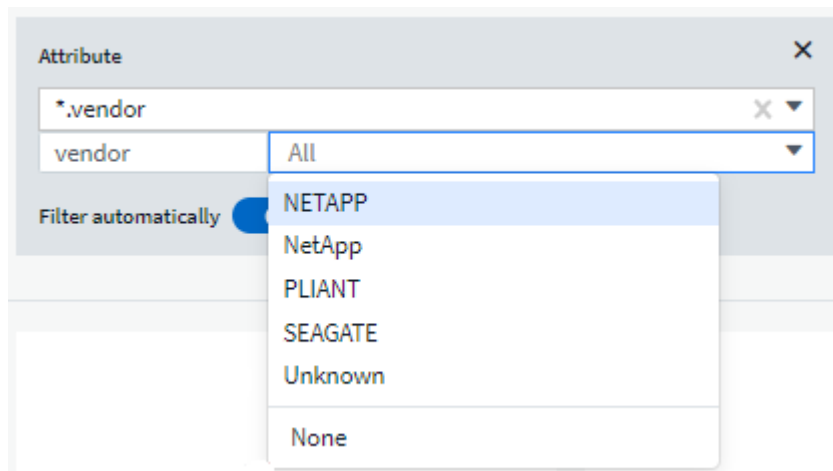 Attribute
*.vendor
vendor All
Filter automatically
NETAPP
NetApp
PLIANT
SEAGATE
Unknown
None